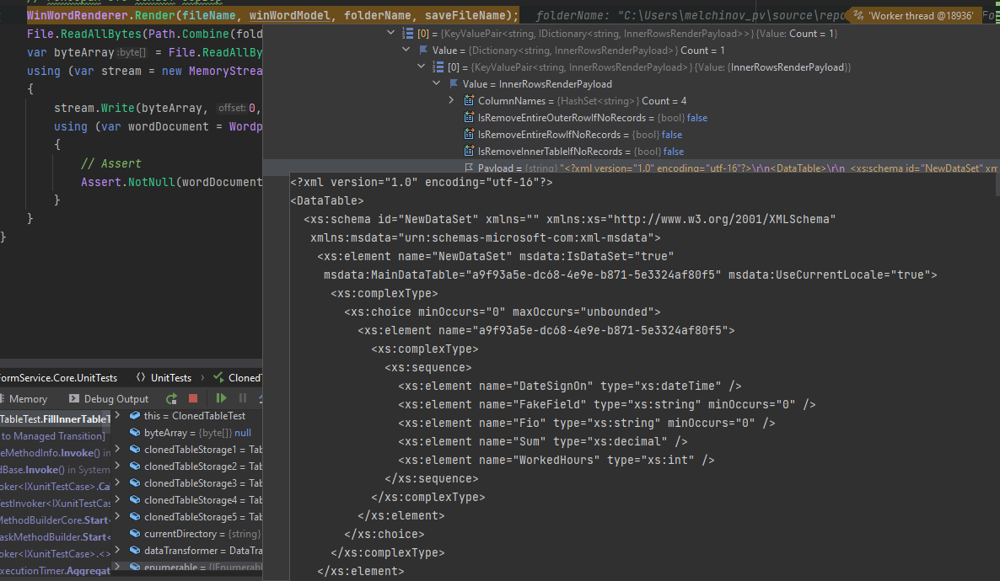 WinWordRenderer.Render(fileName, winWordModel, folderName, saveFileName);   folderName: "C:\Users\melchinov_pv\source\repo
'Worker thread @18936'
File.ReadAllBytes(Path.Combine(fold
var byteArray :byte[] = File.ReadAllBy
using (var stream = new MemoryStrea
{
stream.Write(byteArray, offset: 0,
using (var wordDocument = Wordp
{
// Assert
Assert.NotNull(wordDocument
}
}
}
[0] = {KeyValuePair<string, IDictionary<string, InnerRowsRenderPayload>>} {Value: Count = 1}
Value = {Dictionary<string, InnerRowsRenderPayload>} Count = 1
[0] = {KeyValuePair<string, InnerRowsRenderPayload>} {Value: {InnerRowsRenderPayload}}
Value = InnerRowsRenderPayload
ColumnNames = {HashSet<string>} Count = 4
IsRemoveEntireOuterRowIfNoRecords = {bool} false
IsRemoveEntireRowIfNoRecords = {bool} false
IsRemoveInnerTableIfNoRecords = {bool} false
Payload = {string} "<?xml version="1.0" encoding="utf-16"?>\r\n<DataTable>\r\n  <xs:schema id="NewDataSet" xm
<?xml version="1.0" encoding="utf-16"?>
<DataTable>
<xs:schema id="NewDataSet" xmlns="" xmlns:xs="http://www.w3.org/2001/XMLSchema"
xmlns:msdata="urn:schemas-microsoft-com:xml-msdata">
<xs:element name="NewDataSet" msdata:IsDataSet="true"
msdata:MainDataTable="a9f93a5e-dc68-4e9e-b871-5e3324af80f5" msdata:UseCurrentLocale="true">
<xs:complexType>
<xs:choice minOccurs="0" maxOccurs="unbounded">
<xs:element name="a9f93a5e-dc68-4e9e-b871-5e3324af80f5">
<xs:complexType>
<xs:sequence>
<xs:element name="DateSignOn" type="xs:dateTime" />
<xs:element name="FakeField" type="xs:string" minOccurs="0" />
<xs:element name="Fio" type="xs:string" minOccurs="0" />
<xs:element name="Sum" type="xs:decimal" />
<xs:element name="WorkedHours" type="xs:int" />
</xs:sequence>
</xs:complexType>
</xs:element>
</xs:choice>
</xs:complexType>
</xs:element>
FormService.Core.UnitTests  UnitTests  ClonedT
Memory  Debug Output
TableTest.FillInnerTableT
to Managed Transition]
eMethodInfo.Invoke() in
dBase.Invoke() in System
oker<IXunitTestCase>.Cal
TestInvoker<IXunitTestCas
MethodBuilderCore.Start
askMethodBuilder.Start<
oker<IXunitTestCase>.<>
xecutionTimer.Aggregat
this = ClonedTableTest
byteArray = {byte[]} null
clonedTableStorage1 = Tab
clonedTableStorage2 = Tab
clonedTableStorage3 = Tab
clonedTableStorage4 = Tab
clonedTableStorage5 = Tab
currentDirectory = {string}
dataTransformer = DataTra
enumerable = {IEnumerabl